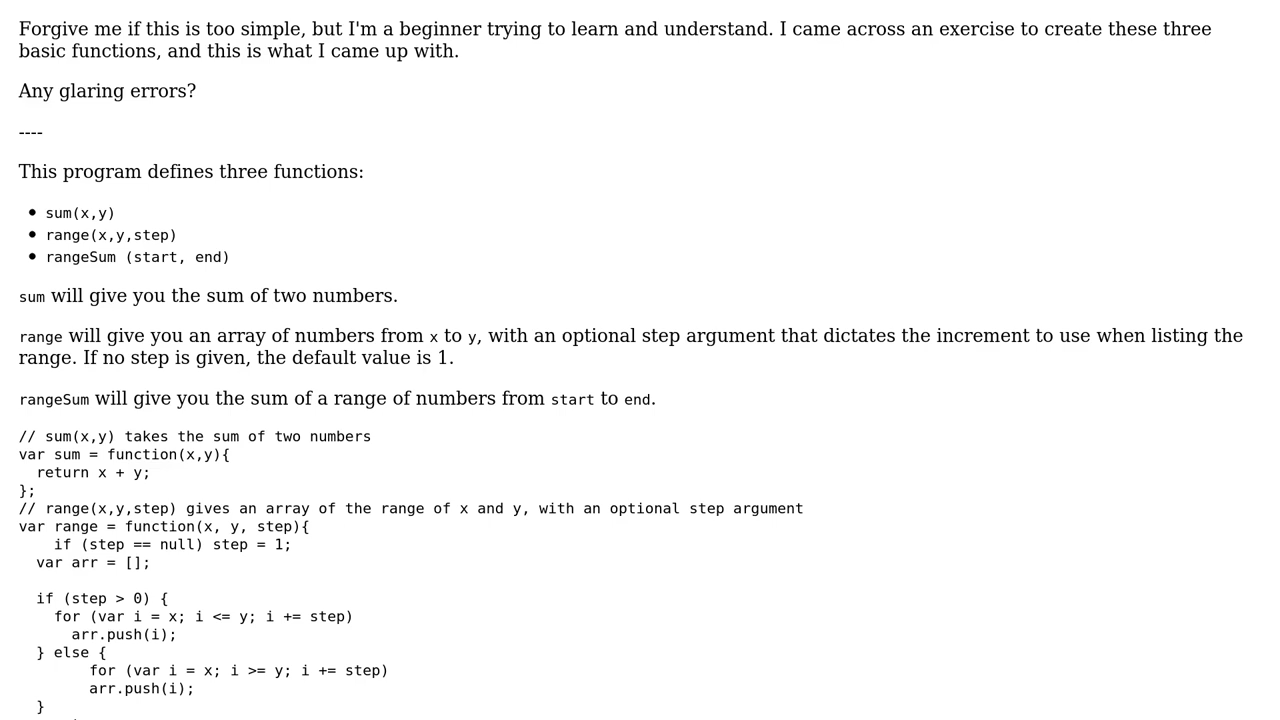 Forgive me if this is too simple, but I'm a beginner trying to learn and understand. I came across an exercise to create these three
basic functions, and this is what I came up with.
Any glaring errors?
----
This program defines three functions:
• sum(x,y)
• range(x,y,step)
• rangeSum (start, end)
sum will give you the sum of two numbers.
range will give you an array of numbers from x to y, with an optional step argument that dictates the increment to use when listing the
range. If no step is given, the default value is 1.
rangeSum will give you the sum of a range of numbers from start to end.
// sum(x,y) takes the sum of two numbers
var sum = function(x,y){
  return x + y;
};
// range(x,y,step) gives an array of the range of x and y, with an optional step argument
var range = function(x, y, step){
    if (step == null) step = 1;
  var arr = [];
  if (step > 0) {
    for (var i = x; i <= y; i += step)
      arr.push(i);
  } else {
        for (var i = x; i >= y; i += step)
        arr.push(i);
  }